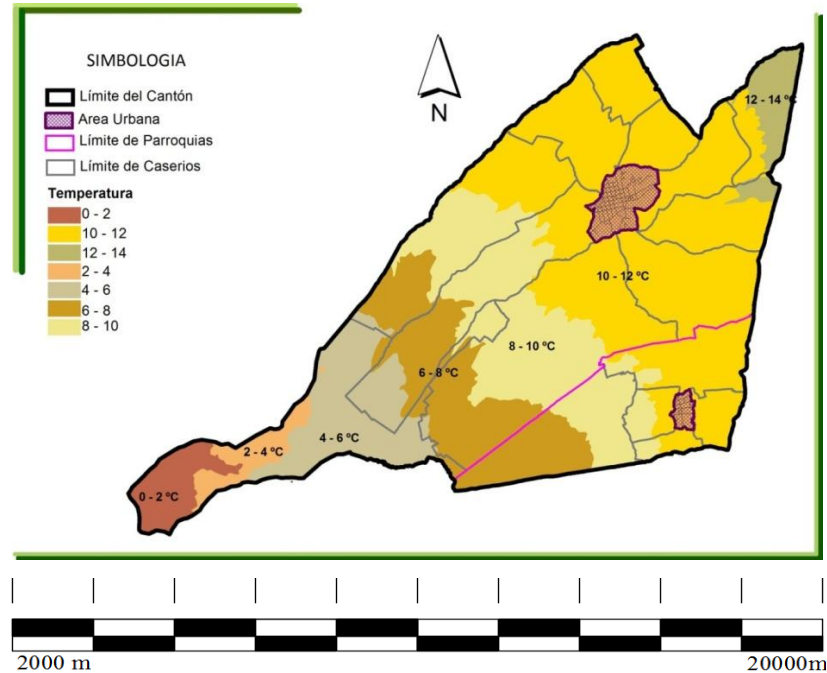 SIMBOLOGIA
Límite del Cantón
Area Urbana
Límite de Parroquias
Límite de Caserios
Temperatura
0 - 2
10 - 12
12 - 14
2 - 4
4 - 6
6 - 8
8 - 10
N
12 - 14 ºC
10 - 12 ºC
8 - 10 ºC
6 - 8 ºC
4 - 6 ºC
2 - 4 ºC
0 - 2 ºC
2000 m
20000m